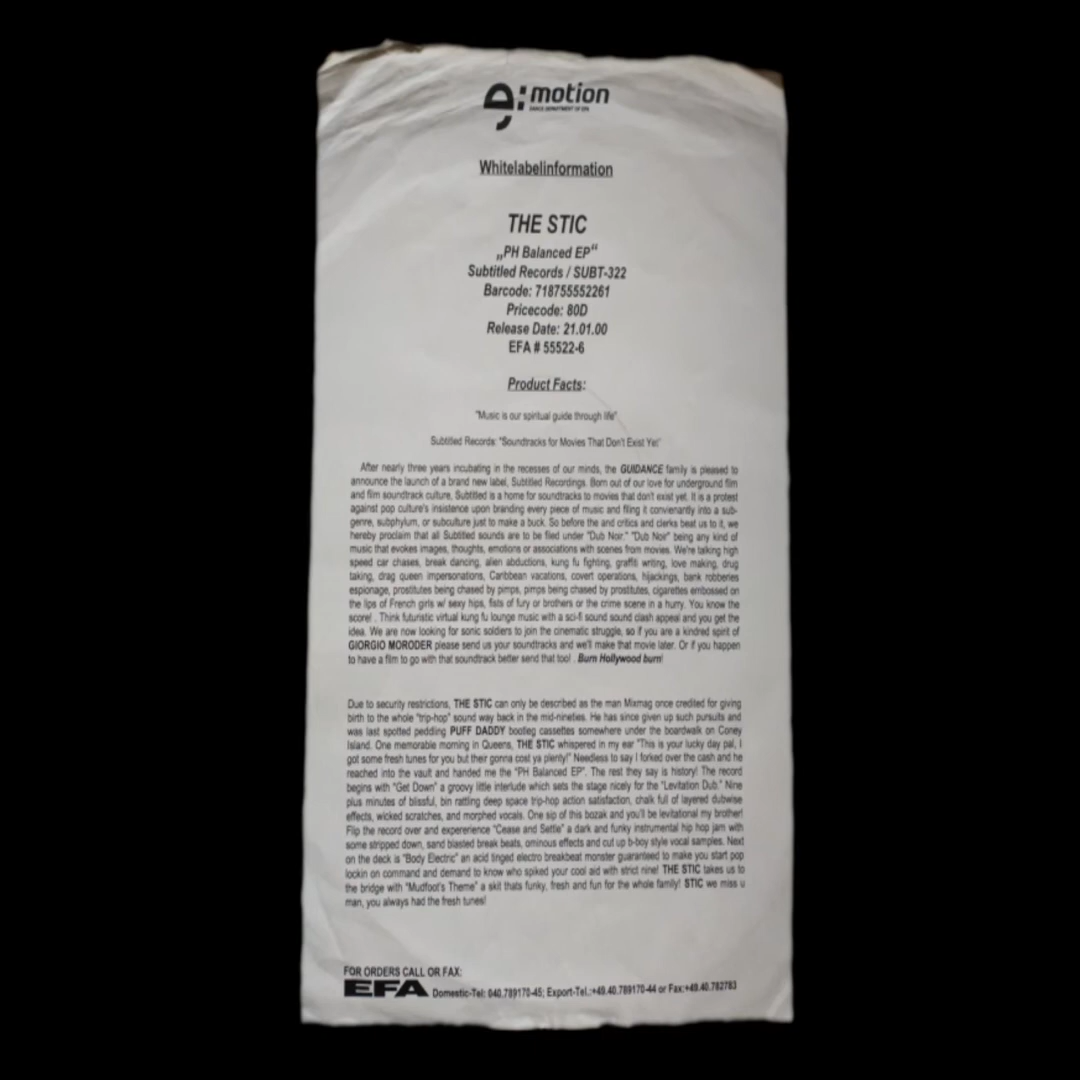 e:motion
DANCE DEPARTMENT OF EFA
Whitelabelinformation
THE STIC
„PH Balanced EP“
Subtitled Records / SUBT-322
Barcode: 718755552261
Pricecode: 80D
Release Date: 21.01.00
EFA # 55522-6
Product Facts:
"Music is our spiritual guide through life"
Subtitled Records: "Soundtracks for Movies That Don't Exist Yet"
After nearly three years incubating in the recesses of our minds, the GUIDANCE family is pleased to
announce the launch of a brand new label, Subtitled Recordings. Born out of our love for underground film
and film soundtrack culture, Subtitled is a home for soundtracks to movies that don't exist yet. It is a protest
against pop culture's insistence upon branding every piece of music and filing it convienantly into a sub-
genre, subphylum, or subculture just to make a buck. So before the and critics and clerks beat us to it, we
hereby proclaim that all Subtitled sounds are to be filed under "Dub Noir." "Dub Noir" being any kind of
music that evokes images, thoughts, emotions or associations with scenes from movies. We're talking high
speed car chases, break dancing, alien abductions, kung fu fighting, graffiti writing, love making, drug
taking, drag queen impersonations, Caribbean vacations, covert operations, hijackings, bank robberies
espionage, prostitutes being chased by pimps, pimps being chased by prostitutes, cigarettes embossed on
the lips of French girls w/ sexy hips, fists of fury or brothers or the crime scene in a hurry. You know the
score! . Think futuristic virtual kung fu lounge music with a sci-fi sound sound clash appeal and you get the
idea. We are now looking for sonic soldiers to join the cinematic struggle, so if you are a kindred spirit of
GIORGIO MORODER please send us your soundtracks and we'll make that movie later. Or if you happen
to have a film to go with that soundtrack better send that too! . Burn Hollywood burn!
Due to security restrictions, THE STIC can only be described as the man Mixmag once credited for giving
birth to the whole "trip-hop" sound way back in the mid-nineties. He has since given up such pursuits and
was last spotted pedding PUFF DADDY bootleg cassettes somewhere under the boardwalk on Coney
Island. One memorable morning in Queens, THE STIC whispered in my ear "This is your lucky day pal, I
got some fresh tunes for you but their gonna cost ya plenty!" Needless to say I forked over the cash and he
reached into the vault and handed me the "PH Balanced EP". The rest they say is history! The record
begins with "Get Down" a groovy little interlude which sets the stage nicely for the "Levitation Dub." Nine
plus minutes of blissful, bin rattling deep space trip-hop action satisfaction, chalk full of layered dubwise
effects, wicked scratches, and morphed vocals. One sip of this bozak and you'll be levitational my brother!
Flip the record over and expererience "Cease and Settle" a dark and funky instrumental hip hop jam with
some stripped down, sand blasted break beats, ominous effects and cut up b-boy style vocal samples. Next
on the deck is "Body Electric" an acid tinged electro breakbeat monster guaranteed to make you start pop
lockin on command and demand to know who spiked your cool aid with strict nine! THE STIC takes us to
the bridge with "Mudfoot's Theme" a skit thats funky, fresh and fun for the whole family! STIC we miss u
man, you always had the fresh tunes!
FOR ORDERS CALL OR FAX:
EFA Domestic-Tel: 040.789170-45; Export-Tel.:+49.40.789170-44 or Fax:+49.40.782783